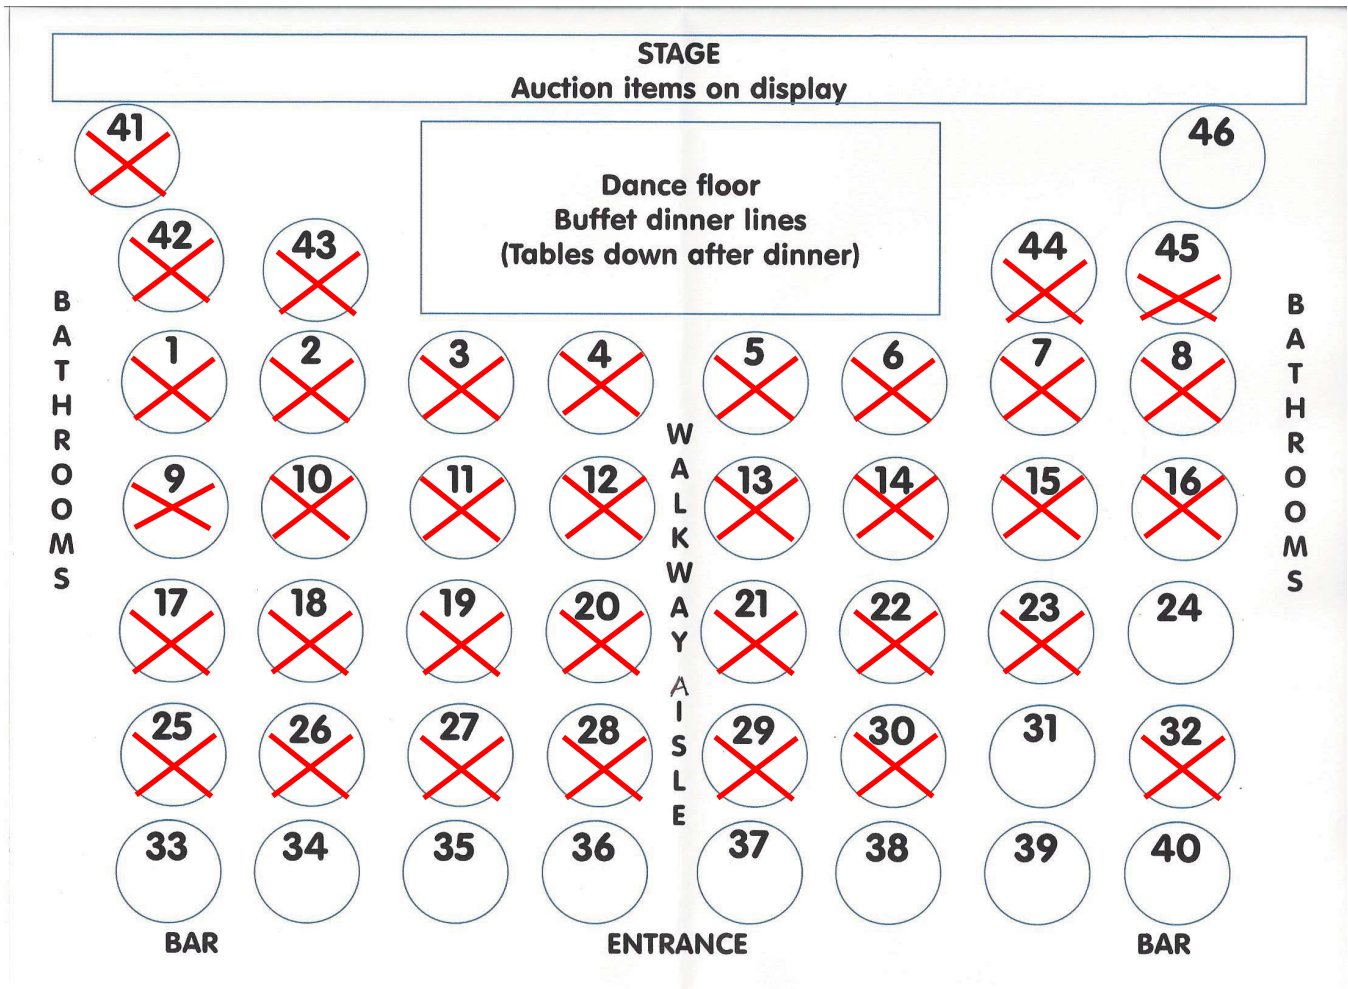 STAGE
Auction items on display
41
46
Dance floor
Buffet dinner lines
(Tables down after dinner)
42 43 44 45
BATHROOMS
BATHROOMS
1 2 3 4 5 6 7 8
WALKWAY AISLE
9 10 11 12 13 14 15 16
17 18 19 20 21 22 23 24
25 26 27 28 29 30 31 32
33 34 35 36 37 38 39 40
BAR ENTRANCE BAR